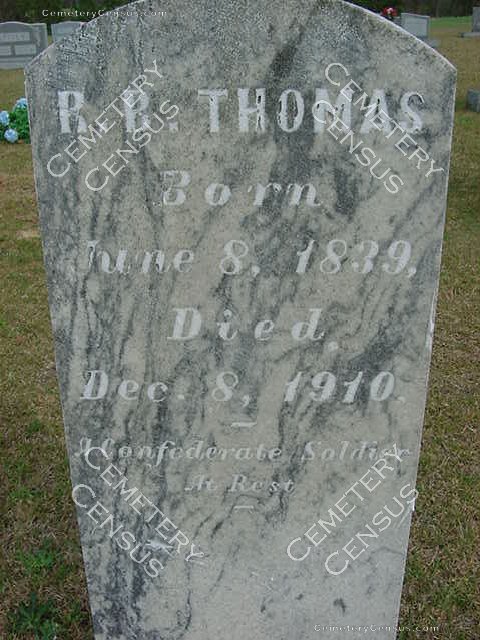 CemeteryCensus.com
R. R. THOMAS
Born
June 8, 1839,
Died
Dec. 8, 1910.
A Confederate Soldier
At Rest
CEMETERY
CENSUS
CEMETERY
CENSUS
CEMETERY
CENSUS
CEMETERY
CENSUS
CemeteryCensus.com